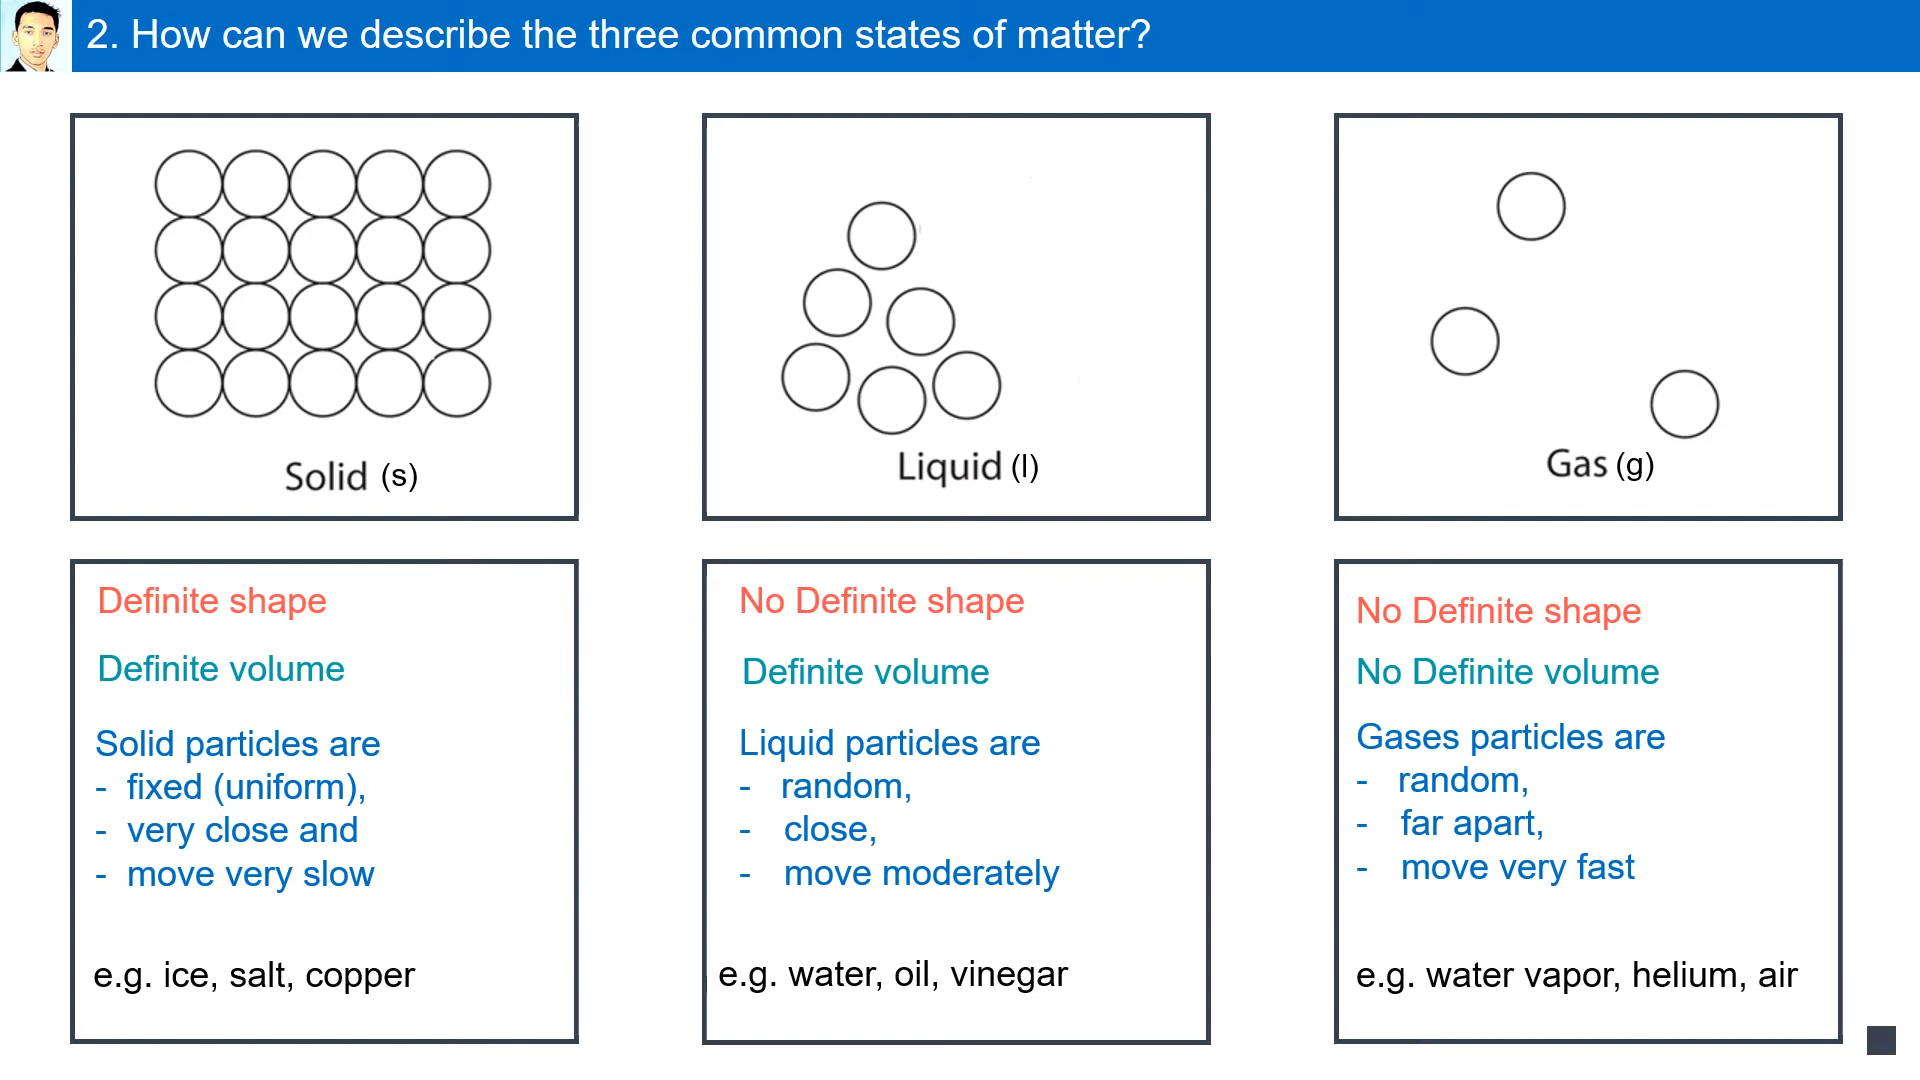 2. How can we describe the three common states of matter?
Solid (s)
Liquid (l)
Gas (g)
Definite shape
Definite volume
Solid particles are
- fixed (uniform),
- very close and
- move very slow
e.g. ice, salt, copper
No Definite shape
Definite volume
Liquid particles are
- random,
- close,
- move moderately
e.g. water, oil, vinegar
No Definite shape
No Definite volume
Gases particles are
- random,
- far apart,
- move very fast
e.g. water vapor, helium, air